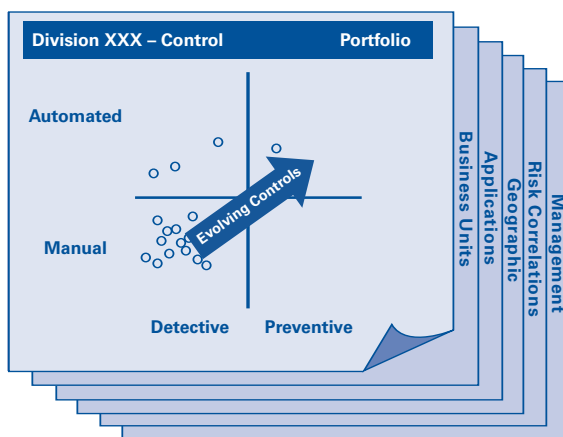 Division XXX – Control Portfolio
Automated
Manual
Evolving Controls
Detective Preventive
Business Units
Applications
Geographic
Risk Correlations
Management